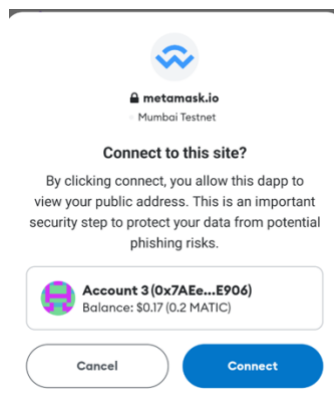 metamask.io
Mumbai Testnet
Connect to this site?
By clicking connect, you allow this dapp to
view your public address. This is an important
security step to protect your data from potential
phishing risks.
Account 3 (0x7AEe...E906)
Balance: $0.17 (0.2 MATIC)
Cancel Connect